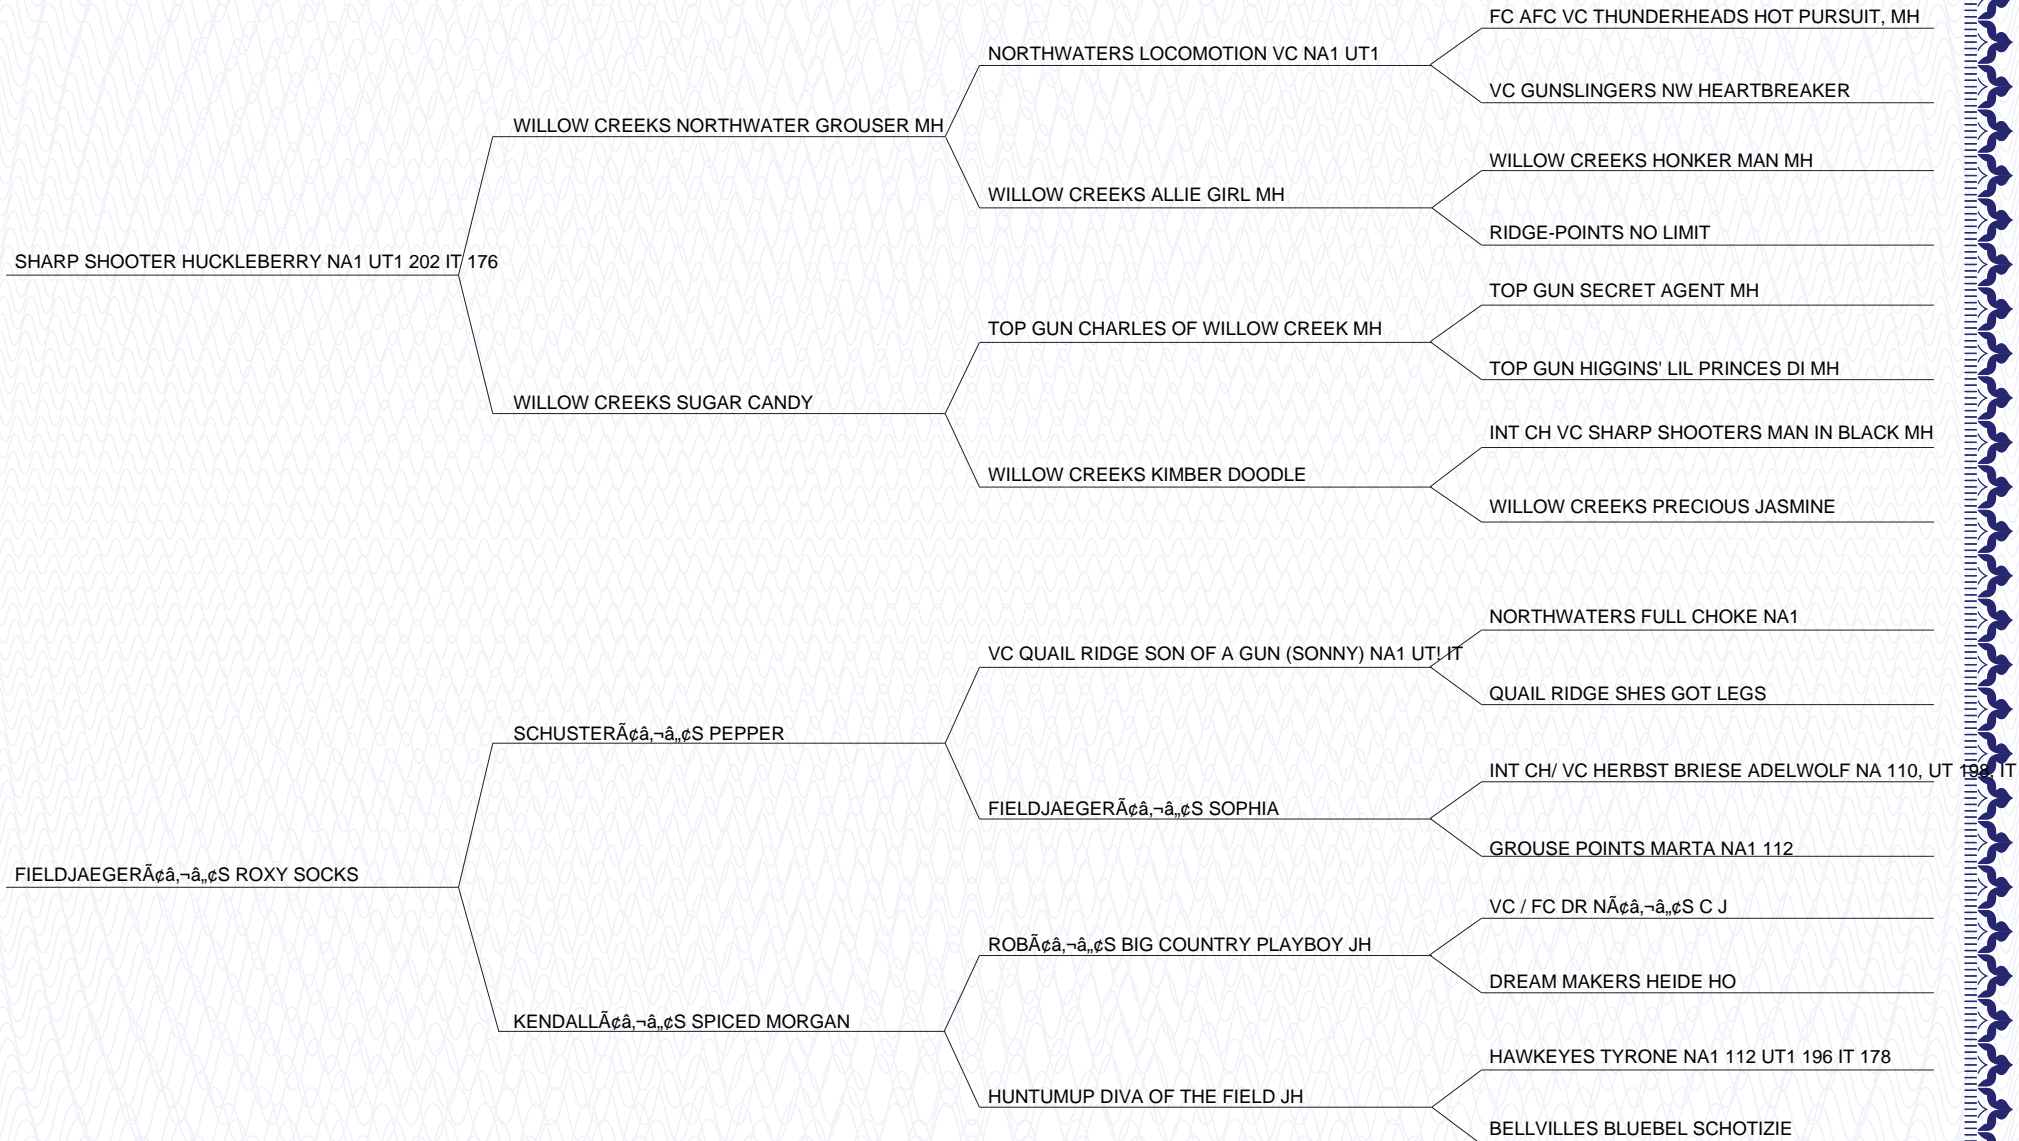 FC AFC VC THUNDERHEADS HOT PURSUIT, MH
NORTHWATERS LOCOMOTION VC NA1 UT1
VC GUNSLINGERS NW HEARTBREAKER
WILLOW CREEKS NORTHWATER GROUSER MH
WILLOW CREEKS HONKER MAN MH
WILLOW CREEKS ALLIE GIRL MH
RIDGE-POINTS NO LIMIT
SHARP SHOOTER HUCKLEBERRY NA1 UT1 202 IT 176
TOP GUN SECRET AGENT MH
TOP GUN CHARLES OF WILLOW CREEK MH
TOP GUN HIGGINS' LIL PRINCES DI MH
WILLOW CREEKS SUGAR CANDY
INT CH VC SHARP SHOOTERS MAN IN BLACK MH
WILLOW CREEKS KIMBER DOODLE
WILLOW CREEKS PRECIOUS JASMINE
NORTHWATERS FULL CHOKE NA1
VC QUAIL RIDGE SON OF A GUN (SONNY) NA1 UT! IT
QUAIL RIDGE SHES GOT LEGS
SCHUSTERÃ¢â‚¬â„¢S PEPPER
INT CH/ VC HERBST BRIESE ADELWOLF NA 110, UT 198, IT
FIELDJAEGERÃ¢â‚¬â„¢S SOPHIA
GROUSE POINTS MARTA NA1 112
FIELDJAEGERÃ¢â‚¬â„¢S ROXY SOCKS
VC / FC DR NÃ¢â‚¬â„¢S C J
ROBÃ¢â‚¬â„¢S BIG COUNTRY PLAYBOY JH
DREAM MAKERS HEIDE HO
KENDALLÃ¢â‚¬â„¢S SPICED MORGAN
HAWKEYES TYRONE NA1 112 UT1 196 IT 178
HUNTUMUP DIVA OF THE FIELD JH
BELLVILLES BLUEBEL SCHOTIZIE